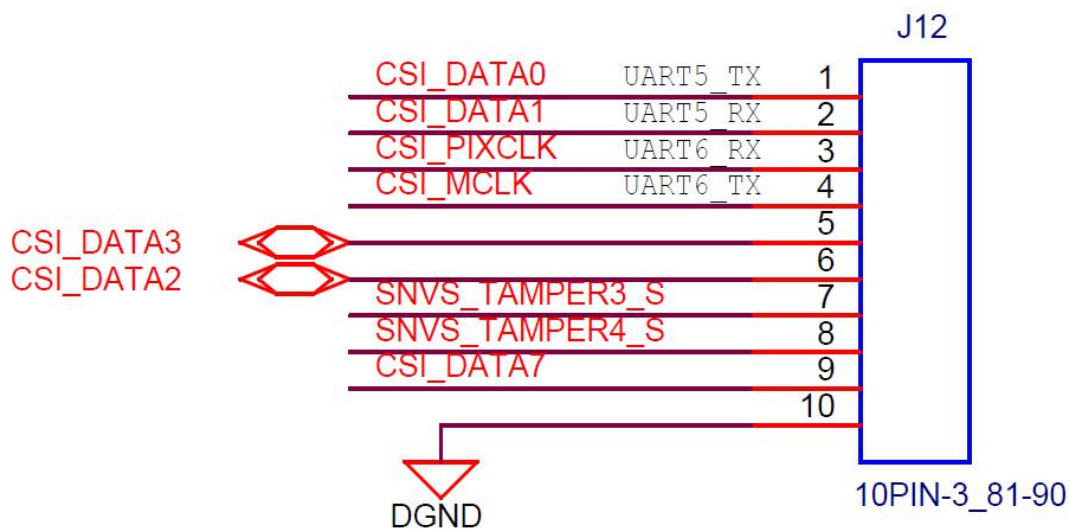 J12
CSI_DATA0 UART5_TX 1
CSI_DATA1 UART5_RX 2
CSI_PIXCLK UART6_RX 3
CSI_MCLK UART6_TX 4
CSI_DATA3 5
CSI_DATA2 6
SNVS_TAMPER3_S 7
SNVS_TAMPER4_S 8
CSI_DATA7 9
10
DGND
10PIN-3_81-90